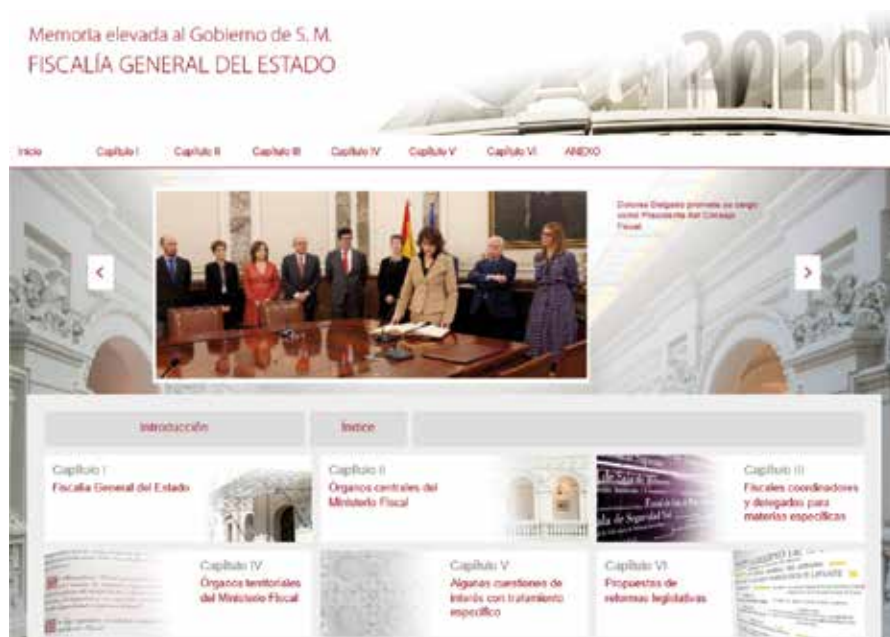 Memoria elevada al Gobierno de S. M.
FISCALÍA GENERAL DEL ESTADO
2020
Inicio Capítulo I Capítulo II Capítulo III Capítulo IV Capítulo V Capítulo VI ANEXO
Dolores Delgado promete su cargo
como Presidenta del Consejo
Fiscal
Introducción Índice
Capítulo I
Fiscalía General del Estado
Capítulo II
Órganos centrales del
Ministerio Fiscal
Capítulo III
Fiscales coordinadores
y delegados para
materias específicas
Capítulo IV
Órganos territoriales
del Ministerio Fiscal
Capítulo V
Algunas cuestiones de
interés con tratamiento
específico
Capítulo VI
Propuestas de
reformas legislativas